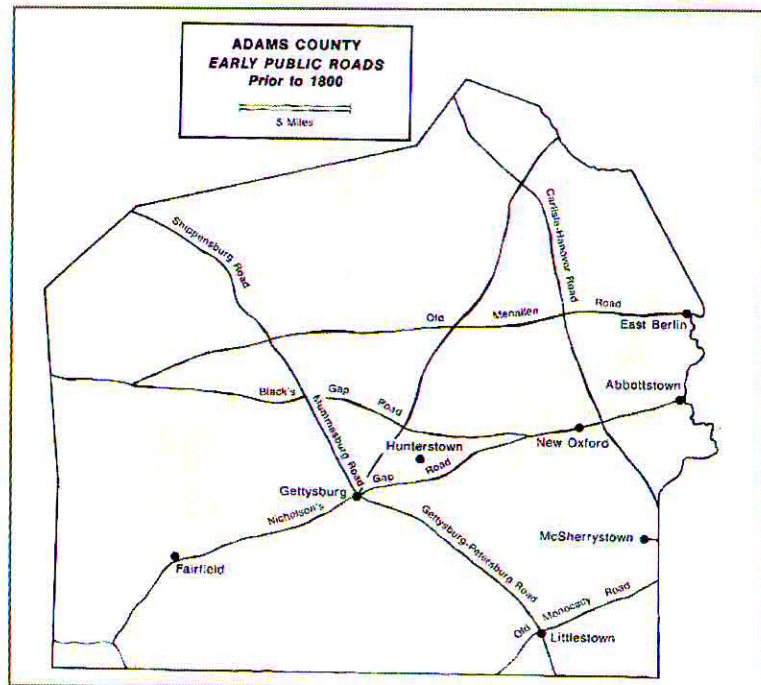 ADAMS COUNTY
EARLY PUBLIC ROADS
Prior to 1800
5 Miles
Shippensburg Road
Carlisle-Hanover Road
Old Menallen Road
East Berlin
Abbottstown
Black's Gap Road
Mummasburg Road
Hunterstown
New Oxford
Gettysburg
Nicholson's Gap Road
Gettysburg-Petersburg Road
McSherrystown
Fairfield
Old Monocacy Road
Littlestown